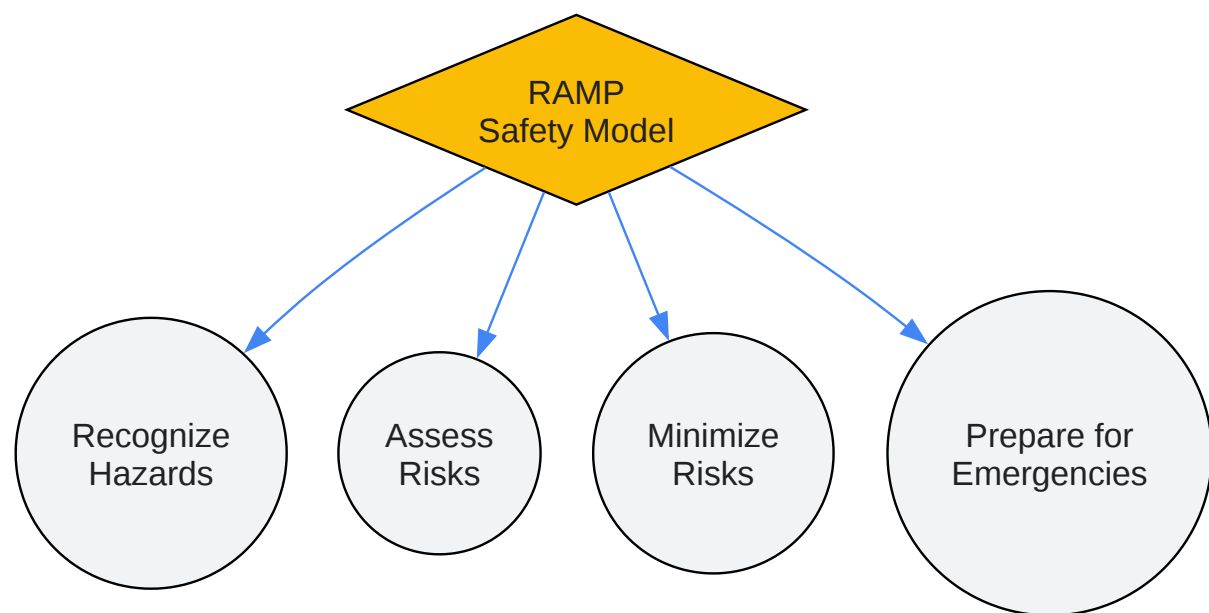 RAMP
Safety Model
Recognize
Hazards
Assess
Risks
Minimize
Risks
Prepare for
Emergencies